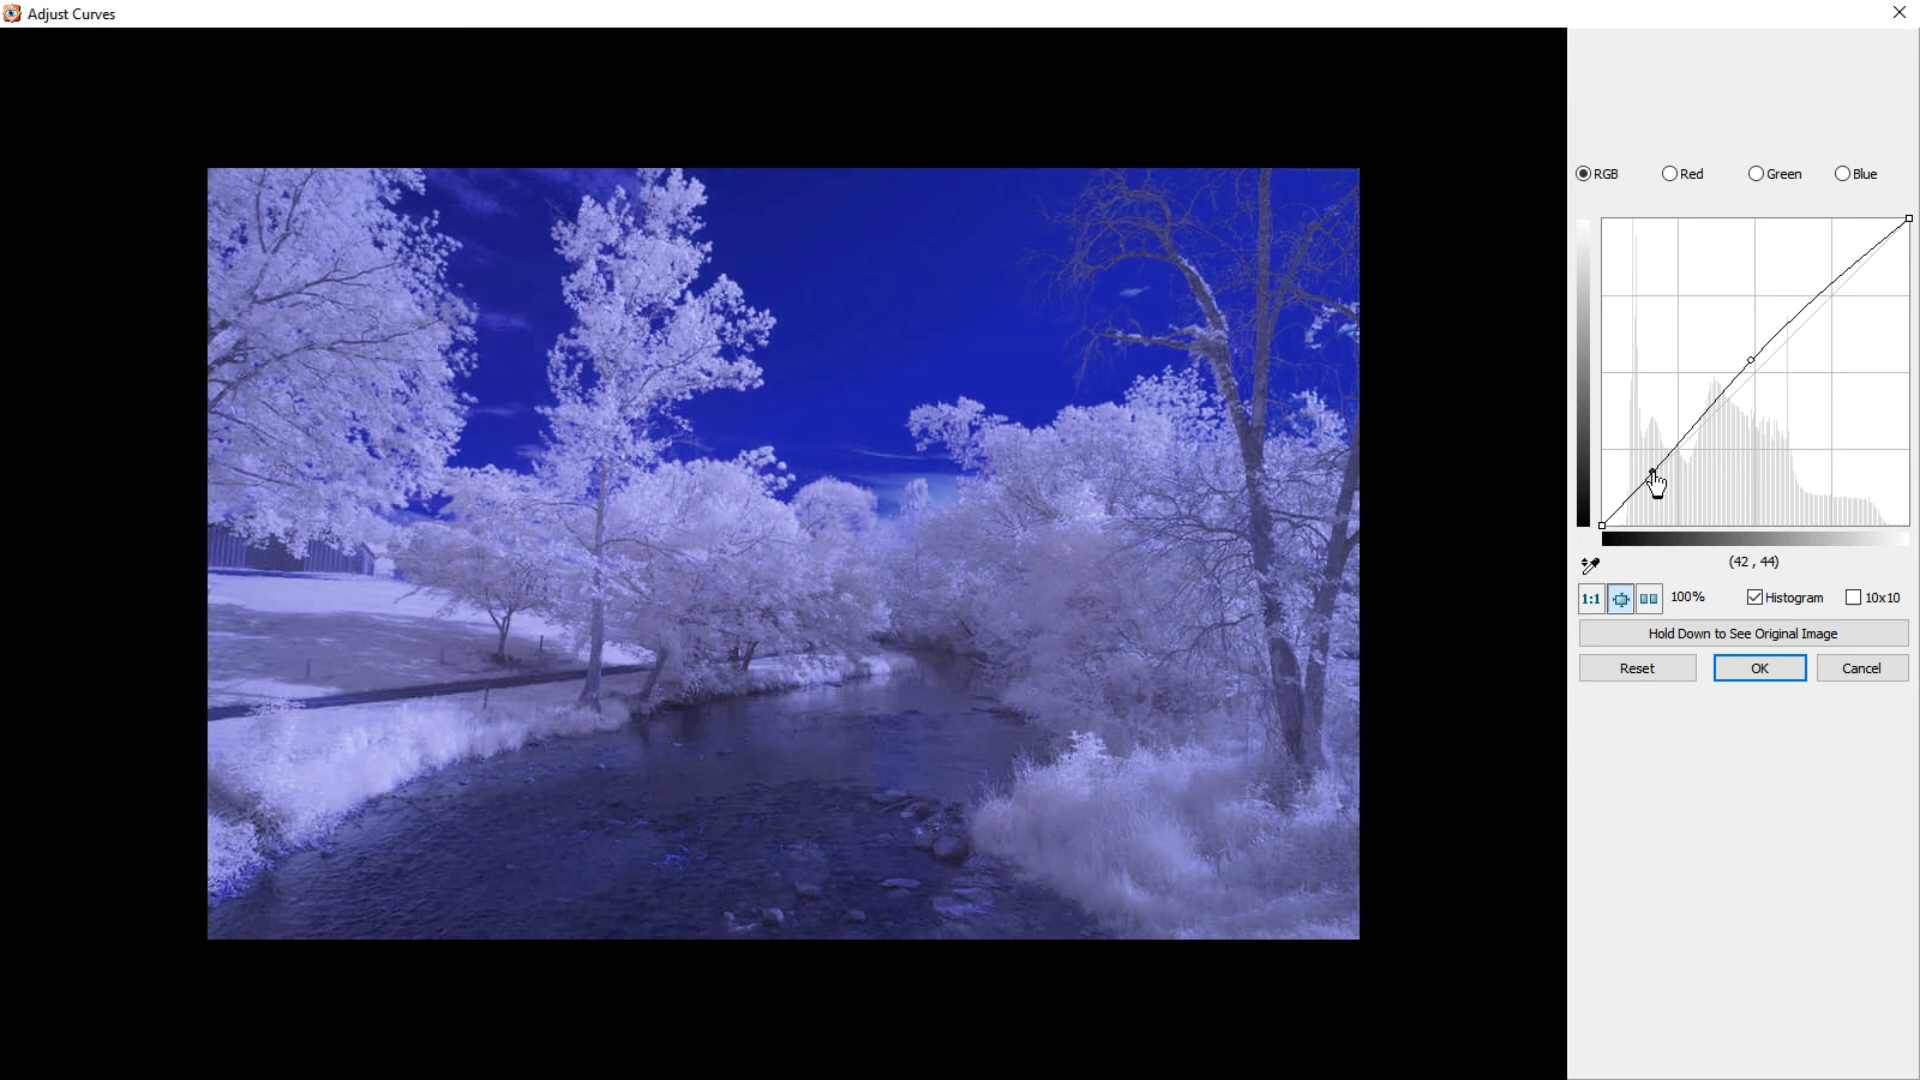 Adjust Curves
RGB Red Green Blue
(42 , 44)
1:1 100% Histogram 10x10
Hold Down to See Original Image
Reset OK Cancel